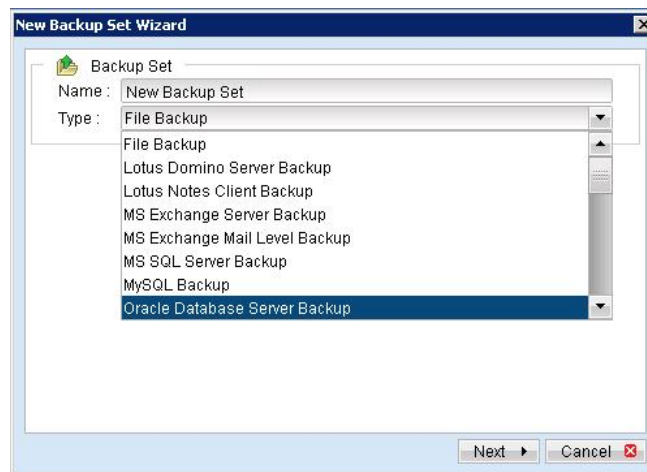 New Backup Set Wizard
Backup Set
Name : New Backup Set
Type : File Backup
File Backup
Lotus Domino Server Backup
Lotus Notes Client Backup
MS Exchange Server Backup
MS Exchange Mail Level Backup
MS SQL Server Backup
MySQL Backup
Oracle Database Server Backup
Next Cancel